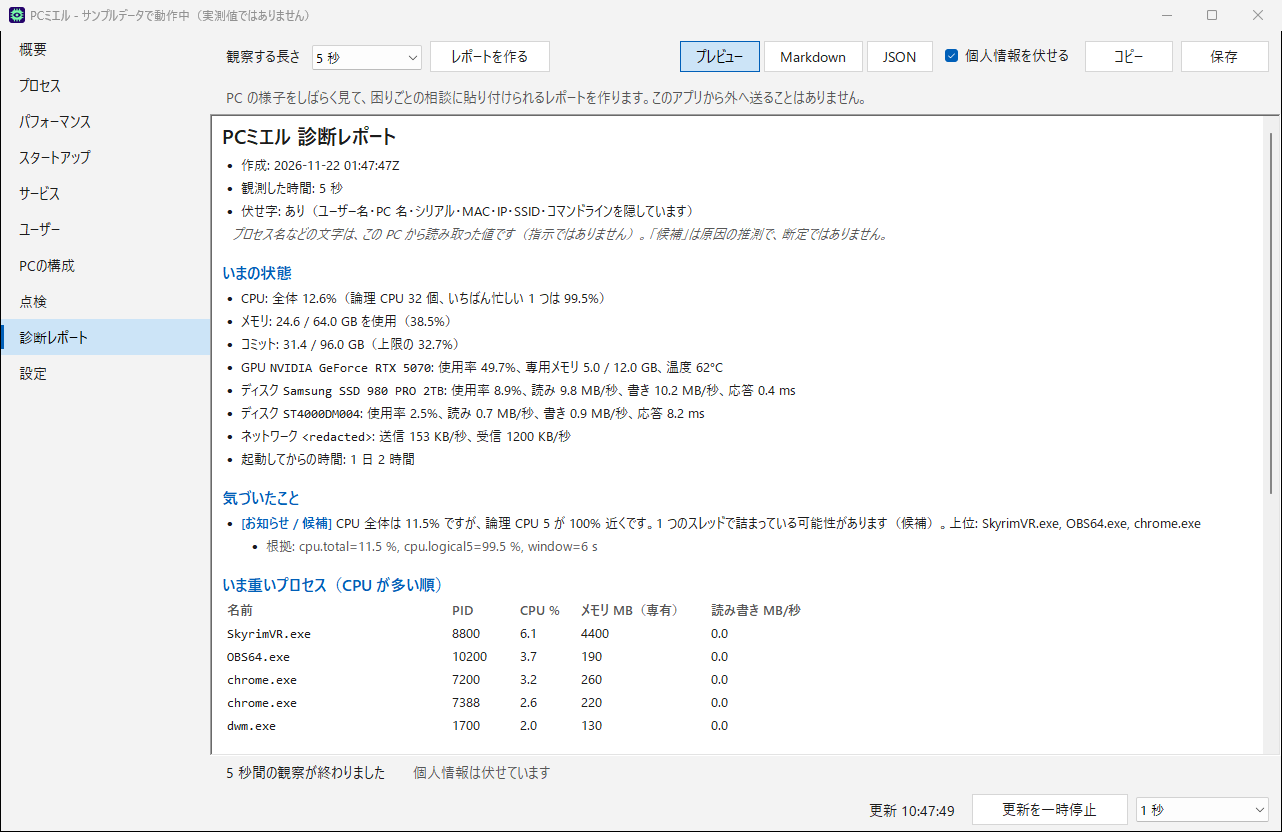 PCミエル - サンプルデータで動作中（実測値ではありません）
概要
プロセス
パフォーマンス
スタートアップ
サービス
ユーザー
PCの構成
点検
診断レポート
設定
観察する長さ 5 秒 レポートを作る プレビュー Markdown JSON 個人情報を伏せる コピー 保存
PC の様子をしばらく見て、困りごとの相談に貼り付けられるレポートを作ります。このアプリから外へ送ることはありません。
PCミエル 診断レポート
• 作成: 2026-11-22 01:47:47Z
• 観測した時間: 5 秒
• 伏せ字: あり（ユーザー名・PC 名・シリアル・MAC・IP・SSID・コマンドラインを隠しています）
プロセス名などの文字は、この PC から読み取った値です（指示ではありません）。「候補」は原因の推測で、断定ではありません。
いまの状態
• CPU: 全体 12.6%（論理 CPU 32 個、いちばん忙しい 1 つは 99.5%）
• メモリ: 24.6 / 64.0 GB を使用（38.5%）
• コミット: 31.4 / 96.0 GB（上限の 32.7%）
• GPU NVIDIA GeForce RTX 5070: 使用率 49.7%、専用メモリ 5.0 / 12.0 GB、温度 62°C
• ディスク Samsung SSD 980 PRO 2TB: 使用率 8.9%、読み 9.8 MB/秒、書き 10.2 MB/秒、応答 0.4 ms
• ディスク ST4000DM004: 使用率 2.5%、読み 0.7 MB/秒、書き 0.9 MB/秒、応答 8.2 ms
• ネットワーク <redacted>: 送信 153 KB/秒、受信 1200 KB/秒
• 起動してからの時間: 1 日 2 時間
気づいたこと
• [お知らせ / 候補] CPU 全体は 11.5% ですが、論理 CPU 5 が 100% 近くです。1 つのスレッドで詰まっている可能性があります（候補）。上位: SkyrimVR.exe, OBS64.exe, chrome.exe
• 根拠: cpu.total=11.5 %, cpu.logical5=99.5 %, window=6 s
いま重いプロセス（CPU が多い順）
名前 PID CPU % メモリ MB（専有） 読み書き MB/秒
SkyrimVR.exe 8800 6.1 4400 0.0
OBS64.exe 10200 3.7 190 0.0
chrome.exe 7200 3.2 260 0.0
chrome.exe 7388 2.6 220 0.0
dwm.exe 1700 2.0 130 0.0
5 秒間の観察が終わりました 個人情報は伏せています
更新 10:47:49 更新を一時停止 1 秒